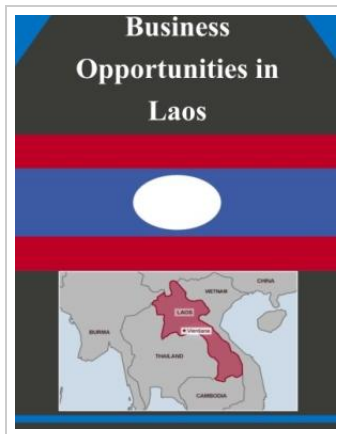 Business
Opportunities in
Laos
CHINA
VIETNAM
BURMA
LAOS
Vientiane
THAILAND
CAMBODIA